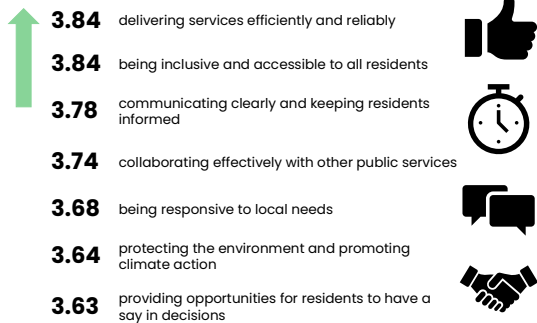 3.84 delivering services efficiently and reliably
3.84 being inclusive and accessible to all residents
3.78 communicating clearly and keeping residents
informed
3.74 collaborating effectively with other public services
3.68 being responsive to local needs
3.64 protecting the environment and promoting
climate action
3.63 providing opportunities for residents to have a
say in decisions